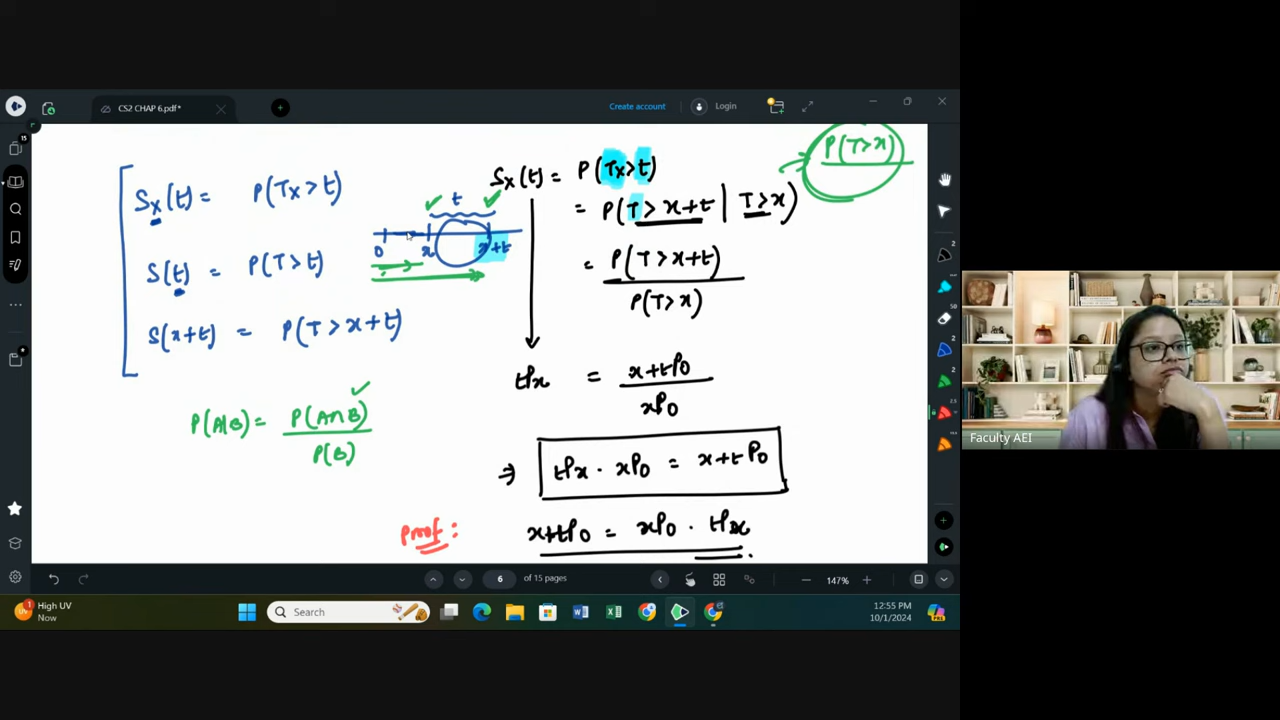 CS2 CHAP 6.pdf*
Create account
Login
15
P(T>x)
Sx(t) = P(Tx>t)
Sx(t) = P(Tx>t)
= P(T > x+t | T>x)
t
0 x x+t
S(t) = P(T>t)
= P(T>x+t)
P(T>x)
S(x+t) = P(T>x+t)
tPx = x+tP0
xP0
P(A|B) = P(A∩B)
P(B)
⇒ tPx · xP0 = x+tP0
Proof: x+tP0 = xP0 · tPx.
Faculty AEI
6 of 15 pages
147%
High UV
Now
Search
12:55 PM
10/1/2024